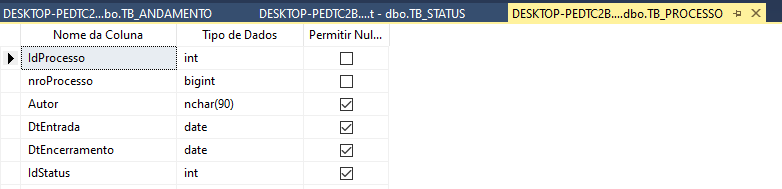 DESKTOP-PEDTC2...bo.TB_ANDAMENTO DESKTOP-PEDTC2B....t - dbo.TB_STATUS DESKTOP-PEDTC2B....dbo.TB_PROCESSO
Nome da Coluna Tipo de Dados Permitir Nul...
IdProcesso int
nroProcesso bigint
Autor nchar(90)
DtEntrada date
DtEncerramento date
IdStatus int